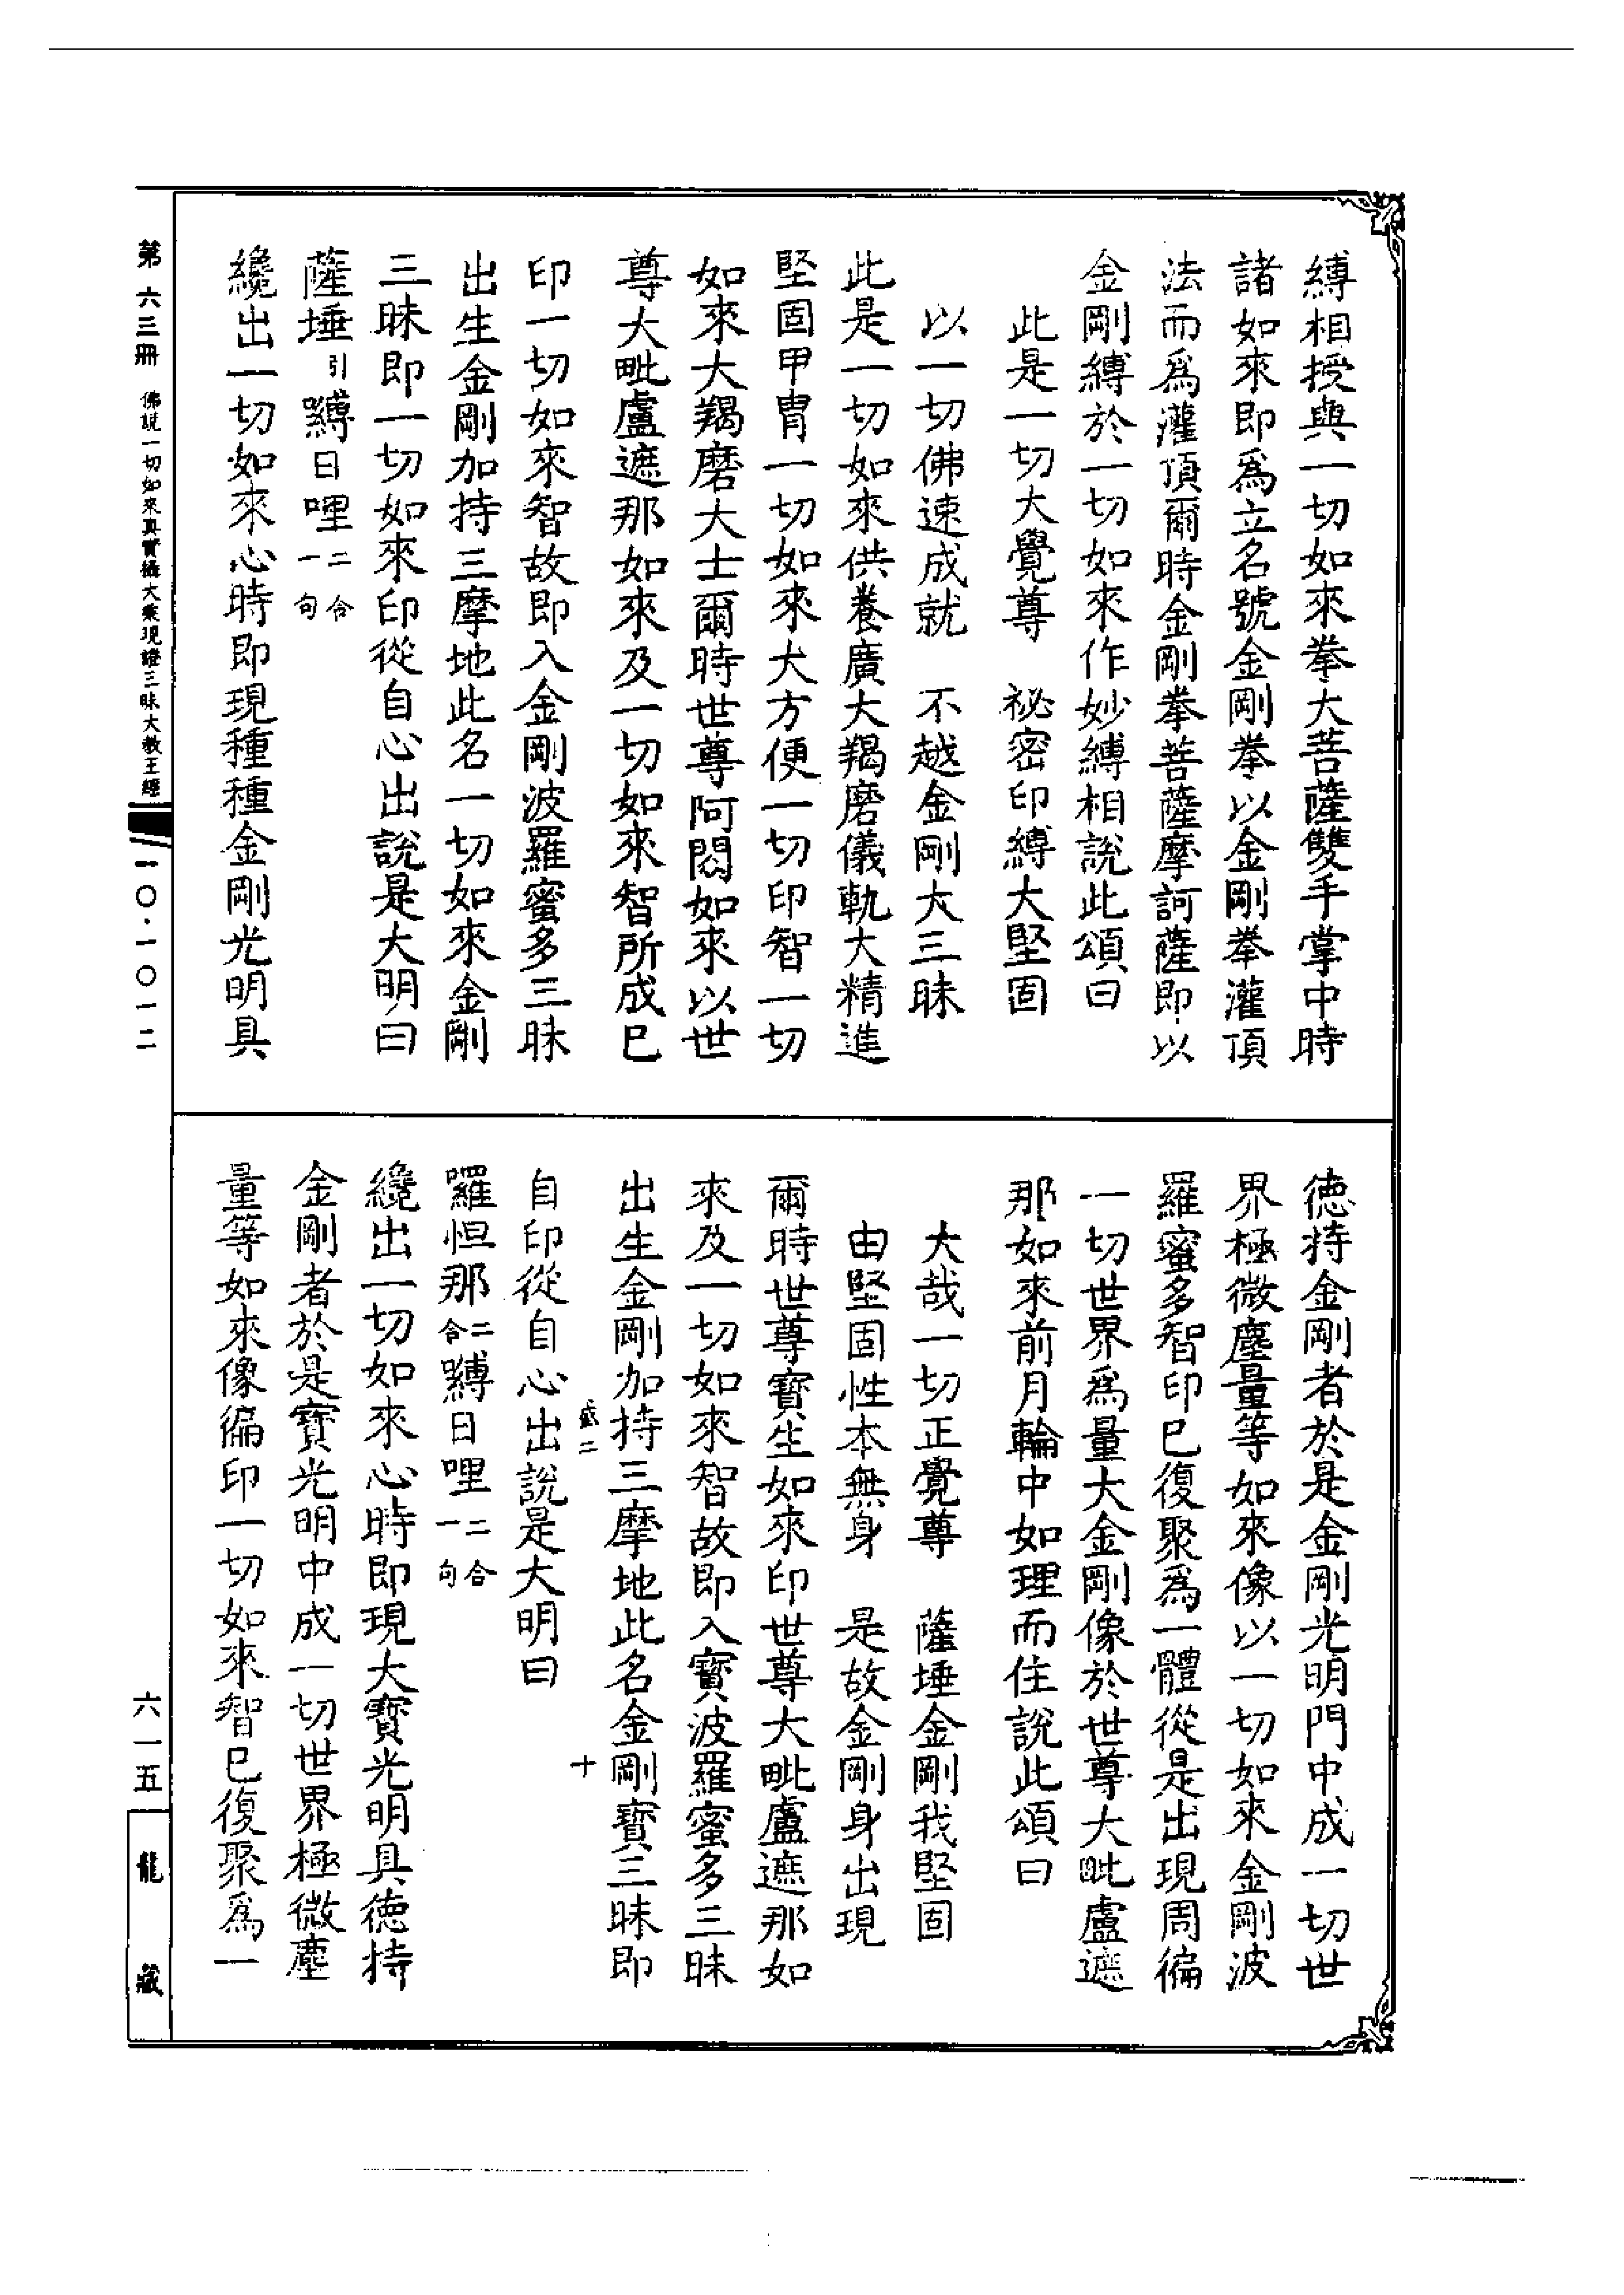 縛相授與一切如來拳大菩薩雙手掌中時
諸如來即爲立名號金剛拳以金剛拳灌頂
法而爲灌頂爾時金剛拳菩薩摩訶薩即以
金剛縛於一切如來作妙縛相說此頌曰
此是一切大覺尊　祕密印縛大堅固
以一切佛速成就　不越金剛大三昧
此是一切如來供養廣大羯磨儀軌大精進
堅固甲冑一切如來大方便一切印智一切
如來大羯磨大士爾時世尊阿閦如來以世
尊大毗盧遮那如來及一切如來智所成已
印一切如來智故即入金剛波羅蜜多三昧
出生金剛加持三摩地此名一切如來金剛
三昧即一切如來印從自心出說是大明曰
薩埵引嚩日哩二合一句
纔出一切如來心時即現種種金剛光明具
德持金剛者於是金剛光明門中成一切世
界極微塵量等如來像以一切如來金剛波
羅蜜多智印已復聚爲一體從是出現周徧
一切世界爲量大金剛像於世尊大毗盧遮
那如來前月輪中如理而住說此頌曰
大哉一切正覺尊　薩埵金剛我堅固
由堅固性本無身　是故金剛身出現
爾時世尊寶生如來印世尊大毗盧遮那如
來及一切如來智故即入寶波羅蜜多三昧
出生金剛加持三摩地此名金剛寶三昧即
二　十
自印從自心出說是大明曰
囉怛那二合嚩日哩二合一句
纔出一切如來心時即現大寶光明具德持
金剛者於是寶光明中成一切世界極微塵
量等如來像徧印一切如來智已復聚爲一
第六三冊　佛說一切如來真實攝大乘現證三昧大教王經
一〇·一〇一二
六一五
龍藏